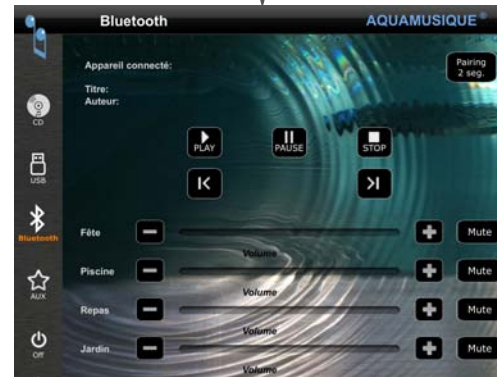 Bluetooth
AQUAMUSIQUE®
Appareil connecté:
Pairing
2 seg.
Titre:
Auteur:
CD
PLAY
PAUSE
STOP
USB
Bluetooth
Fête
Mute
Volume
Piscine
Mute
Volume
AUX
Repas
Mute
Volume
Jardin
Mute
Volume
Off